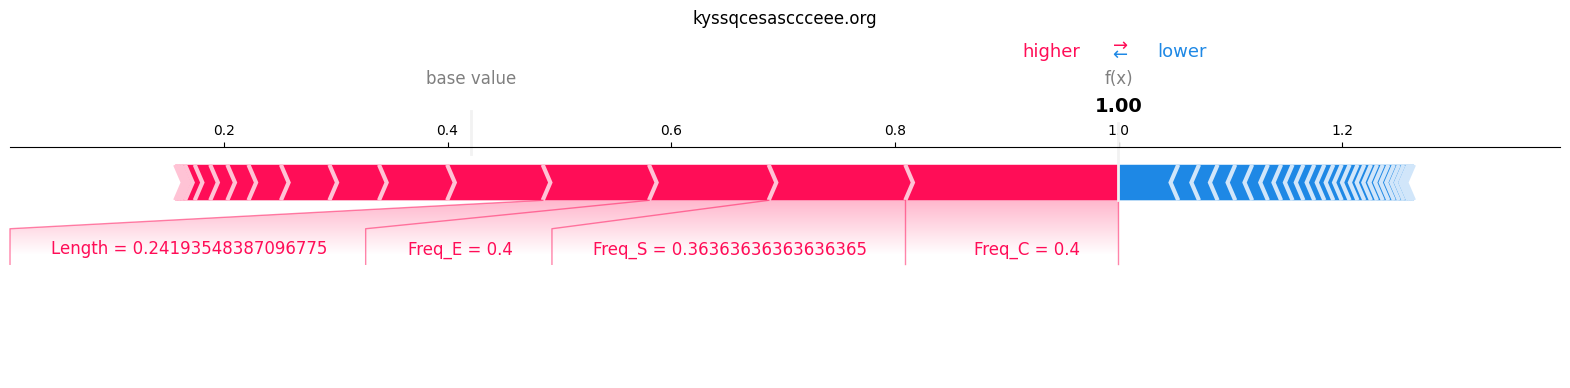 kyssqcesasccceee.org
higher ⇄ lower
base value f(x)
1.00
0.2 0.4 0.6 0.8 1.0 1.2
Length = 0.24193548387096775 Freq_E = 0.4 Freq_S = 0.36363636363636365 Freq_C = 0.4